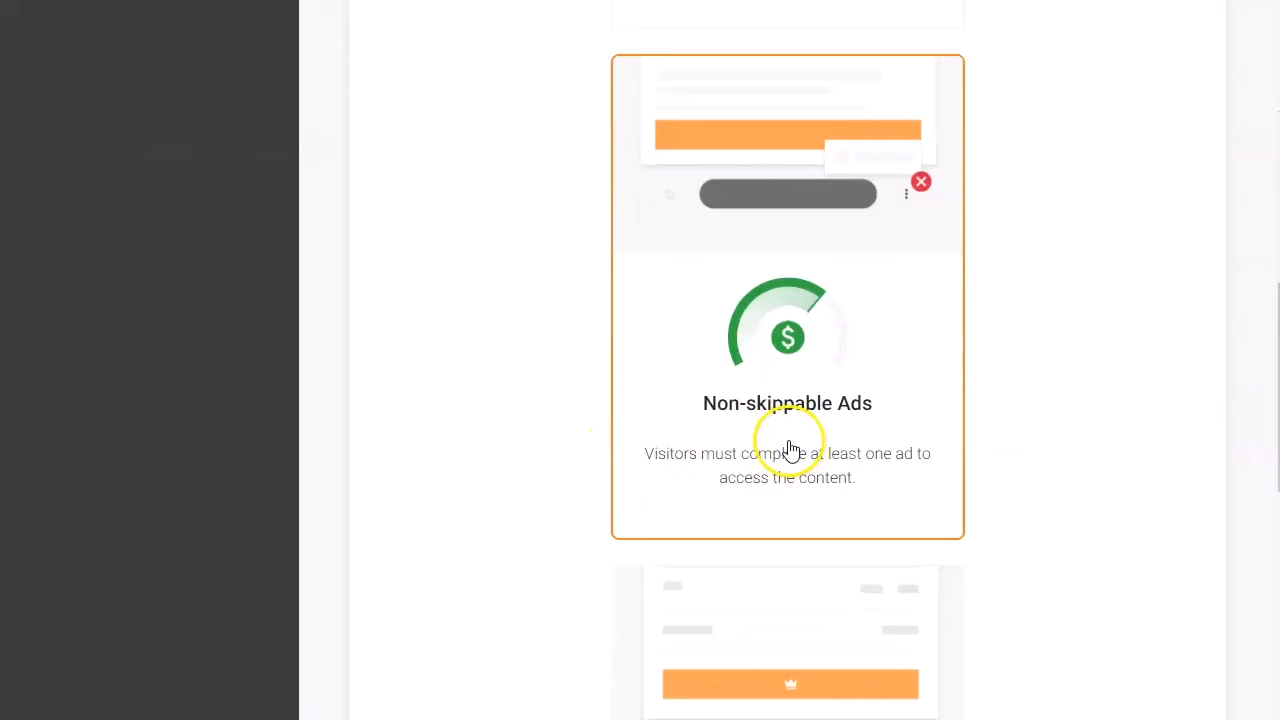 Non-skippable Ads
Visitors must complete at least one ad to
access the content.